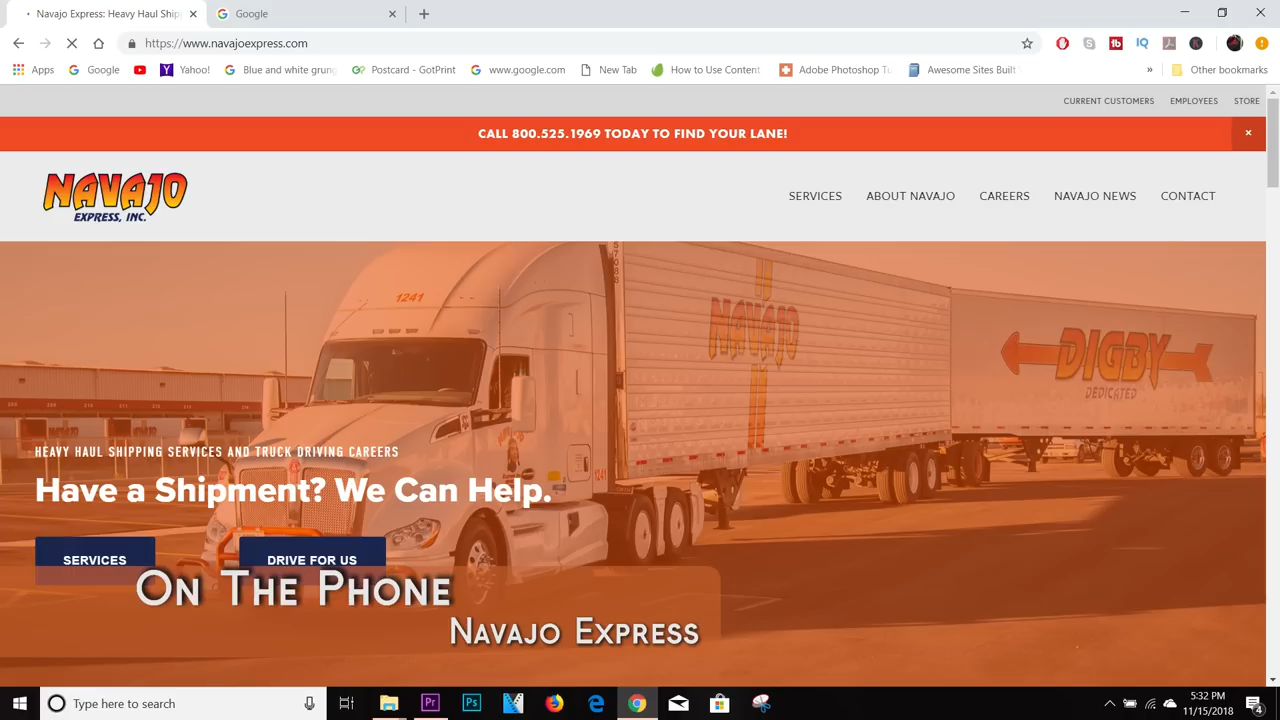 Navajo Express: Heavy Haul Ship
Google
https://www.navajoexpress.com
Apps
Google
Yahoo!
Blue and white grung
Postcard - GotPrint
www.google.com
New Tab
How to Use Content
Adobe Photoshop Tu
Awesome Sites Built
»
Other bookmarks
CURRENT CUSTOMERS
EMPLOYEES
STORE
CALL 800.525.1969 TODAY TO FIND YOUR LANE!
NAVAJO
EXPRESS, INC.
SERVICES
ABOUT NAVAJO
CAREERS
NAVAJO NEWS
CONTACT
1241
57088
NAVAJO
DIGBY
DEDICATED
1241
HEAVY HAUL SHIPPING SERVICES AND TRUCK DRIVING CAREERS
Have a Shipment? We Can Help.
SERVICES
DRIVE FOR US
On The Phone
Navajo Express
Type here to search
5:32 PM
11/15/2018